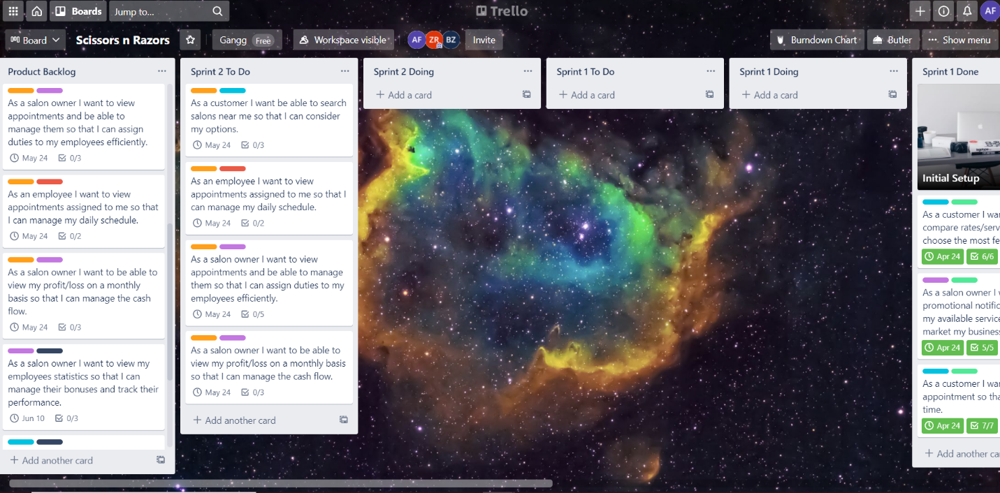 Boards
Jump to...
Trello
AF
Board
Scissors n Razors
Gangg Free
Workspace visible
AF ZR BZ
Invite
Burndown Chart
Butler
Show menu
Product Backlog
As a salon owner I want to view
appointments and be able to
manage them so that I can assign
duties to my employees efficiently.
May 24 0/3
As an employee I want to view
appointments assigned to me so that
I can manage my daily schedule.
May 24 0/2
As a salon owner I want to be able to
view my profit/loss on a monthly
basis so that I can manage the cash
flow.
May 24 0/3
As a salon owner I want to view my
employees statistics so that I can
manage their bonuses and track their
performance.
Jun 10 0/3
Add another card
Sprint 2 To Do
As a customer I want be able to search
salons near me so that I can consider
my options.
May 24 0/3
As an employee I want to view
appointments assigned to me so that I
can manage my daily schedule.
May 24 0/2
As a salon owner I want to view
appointments and be able to manage
them so that I can assign duties to my
employees efficiently.
May 24 0/5
As a salon owner I want to be able to
view my profit/loss on a monthly basis
so that I can manage the cash flow.
May 24 0/3
Add another card
Sprint 2 Doing
Add a card
Sprint 1 To Do
Add a card
Sprint 1 Doing
Add a card
Sprint 1 Done
Initial Setup
As a customer I wa
compare rates/serv
choose the most fe
Apr 24 6/6
As a salon owner I
promotional notific
my available service
market my business
Apr 24 5/5
As a customer I wa
appointment so tha
time.
Apr 24 7/7
Add another ca